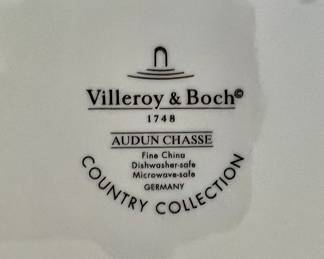 Villeroy & Boch©
1748
AUDUN CHASSE
Fine China
Dishwasher-safe
Microwave-safe
GERMANY
COUNTRY COLLECTION